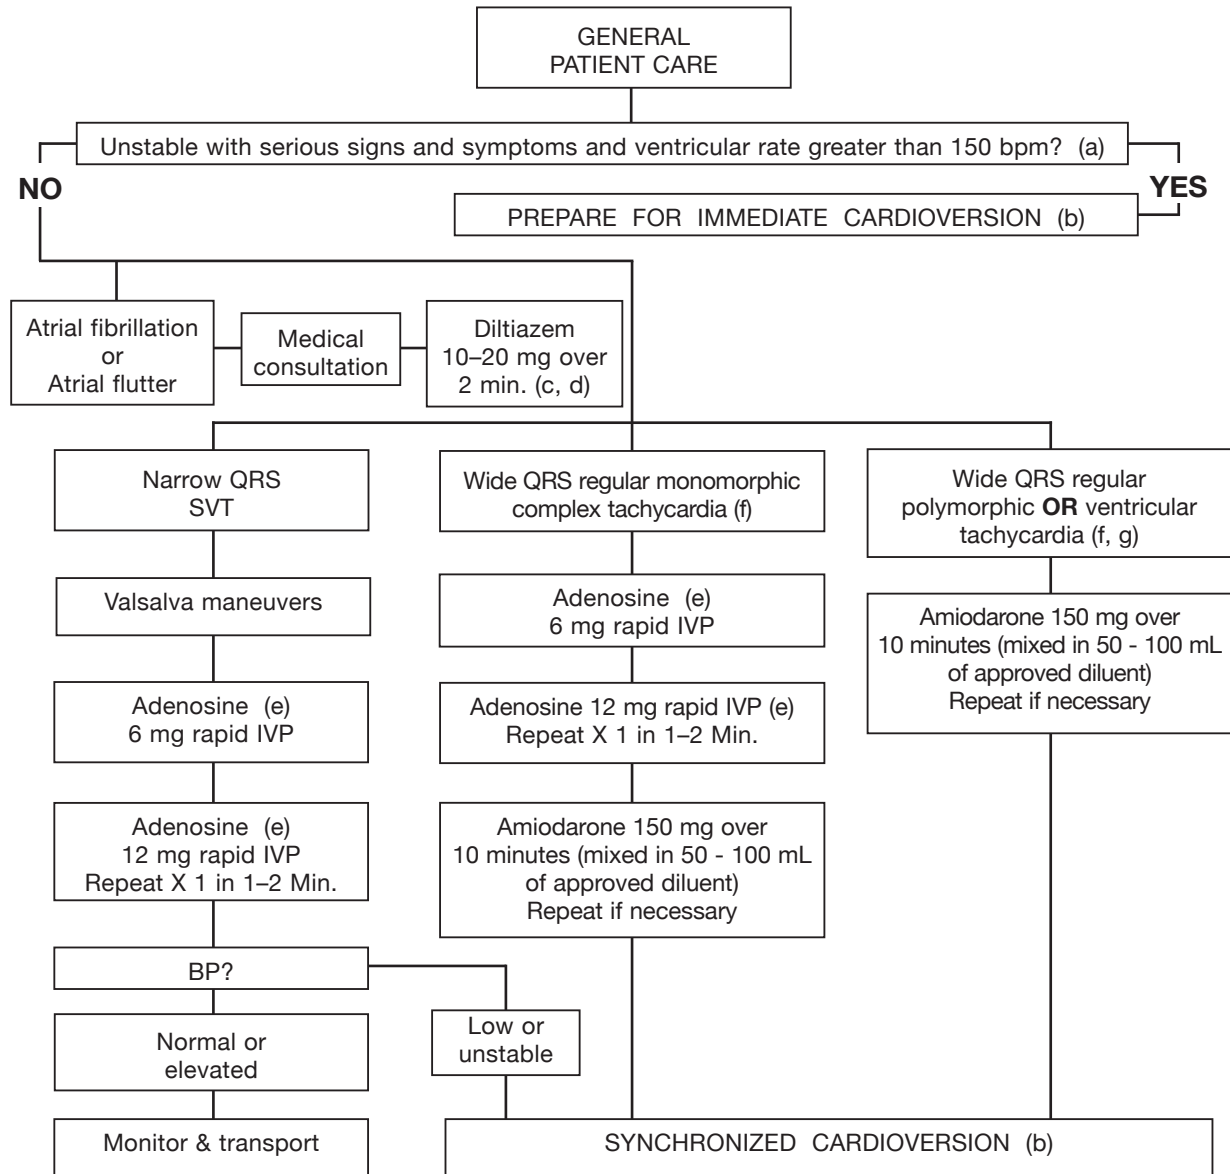 GENERAL
PATIENT CARE
Unstable with serious signs and symptoms and ventricular rate greater than 150 bpm? (a)
NO
YES
PREPARE FOR IMMEDIATE CARDIOVERSION (b)
Atrial fibrillation
or
Atrial flutter
Medical
consultation
Diltiazem
10–20 mg over
2 min. (c, d)
Narrow QRS
SVT
Valsalva maneuvers
Adenosine (e)
6 mg rapid IVP
Adenosine (e)
12 mg rapid IVP
Repeat X 1 in 1–2 Min.
BP?
Normal or
elevated
Low or
unstable
Monitor & transport
Wide QRS regular monomorphic
complex tachycardia (f)
Adenosine (e)
6 mg rapid IVP
Adenosine 12 mg rapid IVP (e)
Repeat X 1 in 1–2 Min.
Amiodarone 150 mg over
10 minutes (mixed in 50 - 100 mL
of approved diluent)
Repeat if necessary
Wide QRS regular
polymorphic OR ventricular
tachycardia (f, g)
Amiodarone 150 mg over
10 minutes (mixed in 50 - 100 mL
of approved diluent)
Repeat if necessary
SYNCHRONIZED CARDIOVERSION (b)